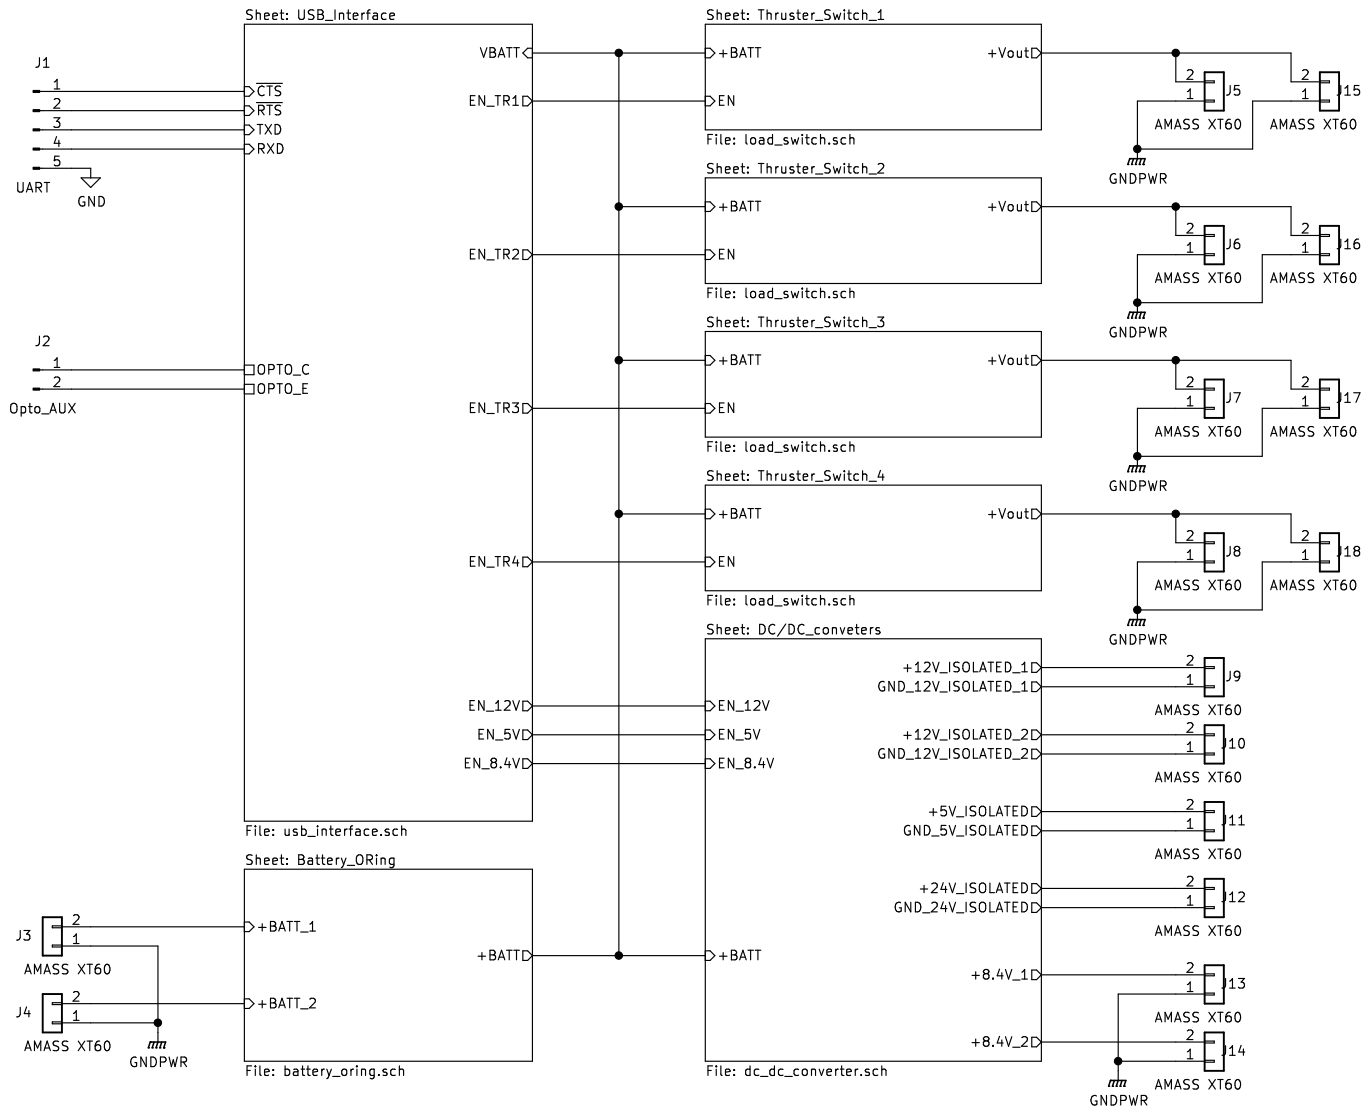 Sheet: USB_Interface
VBATT
J1
1
CTS
2
RTS
3
TXD
4
RXD
5
UART
GND
EN_TR1
EN_TR2
J2
1
OPTO_C
2
OPTO_E
Opto_AUX
EN_TR3
EN_TR4
EN_12V
EN_5V
EN_8.4V
File: usb_interface.sch
Sheet: Battery_ORing
J3
2
+BATT_1
1
AMASS XT60
+BATT
J4
2
+BATT_2
1
AMASS XT60
GNDPWR
File: battery_oring.sch
Sheet: Thruster_Switch_1
+BATT
+Vout
EN
File: load_switch.sch
2
1
J5
AMASS XT60
2
1
J15
AMASS XT60
GNDPWR
Sheet: Thruster_Switch_2
+BATT
+Vout
EN
File: load_switch.sch
2
1
J6
AMASS XT60
2
1
J16
AMASS XT60
GNDPWR
Sheet: Thruster_Switch_3
+BATT
+Vout
EN
File: load_switch.sch
2
1
J7
AMASS XT60
2
1
J17
AMASS XT60
GNDPWR
Sheet: Thruster_Switch_4
+BATT
+Vout
EN
File: load_switch.sch
2
1
J8
AMASS XT60
2
1
J18
AMASS XT60
GNDPWR
Sheet: DC/DC_conveters
EN_12V
EN_5V
EN_8.4V
+BATT
+12V_ISOLATED_1
GND_12V_ISOLATED_1
2
1
J9
AMASS XT60
+12V_ISOLATED_2
GND_12V_ISOLATED_2
2
1
J10
AMASS XT60
+5V_ISOLATED
GND_5V_ISOLATED
2
1
J11
AMASS XT60
+24V_ISOLATED
GND_24V_ISOLATED
2
1
J12
AMASS XT60
+8.4V_1
2
1
J13
AMASS XT60
+8.4V_2
2
1
J14
AMASS XT60
GNDPWR
File: dc_dc_converter.sch